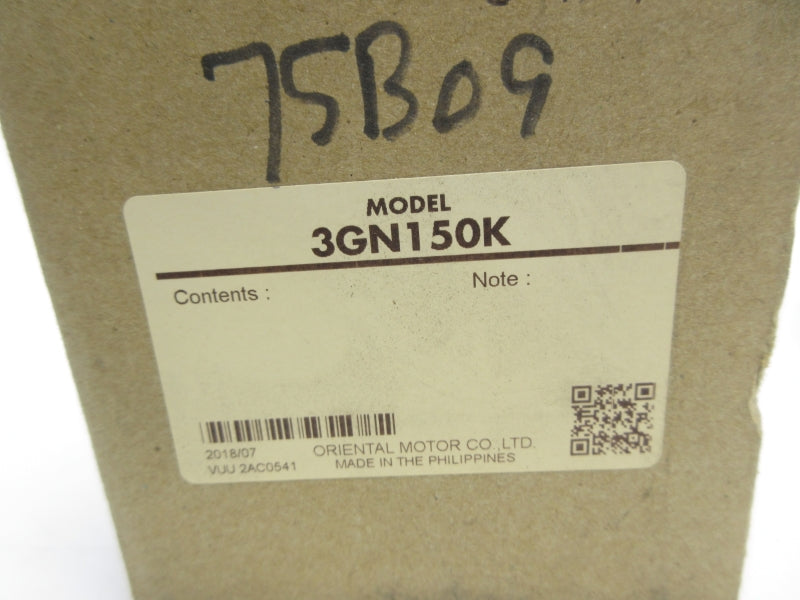 75B09
MODEL
3GN150K
Contents :
Note :
2018/07
VUU 2AC0541
ORIENTAL MOTOR CO.,LTD.
MADE IN THE PHILIPPINES